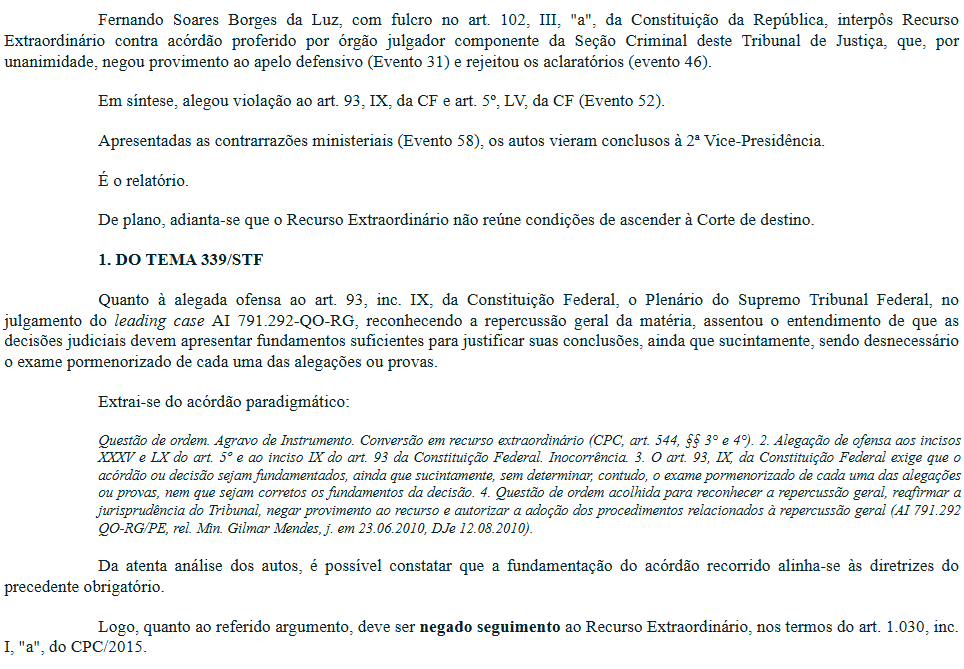 Fernando Soares Borges da Luz, com fulcro no art. 102, III, "a", da Constituição da República, interpôs Recurso
Extraordinário contra acórdão proferido por órgão julgador componente da Seção Criminal deste Tribunal de Justiça, que, por
unanimidade, negou provimento ao apelo defensivo (Evento 31) e rejeitou os aclaratórios (evento 46).
Em síntese, alegou violação ao art. 93, IX, da CF e art. 5º, LV, da CF (Evento 52).
Apresentadas as contrarrazões ministeriais (Evento 58), os autos vieram conclusos à 2ª Vice-Presidência.
É o relatório.
De plano, adianta-se que o Recurso Extraordinário não reúne condições de ascender à Corte de destino.
1. DO TEMA 339/STF
Quanto à alegada ofensa ao art. 93, inc. IX, da Constituição Federal, o Plenário do Supremo Tribunal Federal, no
julgamento do leading case AI 791.292-QO-RG, reconhecendo a repercussão geral da matéria, assentou o entendimento de que as
decisões judiciais devem apresentar fundamentos suficientes para justificar suas conclusões, ainda que sucintamente, sendo desnecessário
o exame pormenorizado de cada uma das alegações ou provas.
Extrai-se do acórdão paradigmático:
Questão de ordem. Agravo de Instrumento. Conversão em recurso extraordinário (CPC, art. 544, §§ 3° e 4°). 2. Alegação de ofensa aos incisos
XXXV e LX do art. 5° e ao inciso IX do art. 93 da Constituição Federal. Inocorrência. 3. O art. 93, IX, da Constituição Federal exige que o
acórdão ou decisão sejam fundamentados, ainda que sucintamente, sem determinar, contudo, o exame pormenorizado de cada uma das alegações
ou provas, nem que sejam corretos os fundamentos da decisão. 4. Questão de ordem acolhida para reconhecer a repercussão geral, reafirmar a
jurisprudência do Tribunal, negar provimento ao recurso e autorizar a adoção dos procedimentos relacionados à repercussão geral (AI 791.292
QO-RG/PE, rel. Min. Gilmar Mendes, j. em 23.06.2010, DJe 12.08.2010).
Da atenta análise dos autos, é possível constatar que a fundamentação do acórdão recorrido alinha-se às diretrizes do
precedente obrigatório.
Logo, quanto ao referido argumento, deve ser negado seguimento ao Recurso Extraordinário, nos termos do art. 1.030, inc.
I, "a", do CPC/2015.